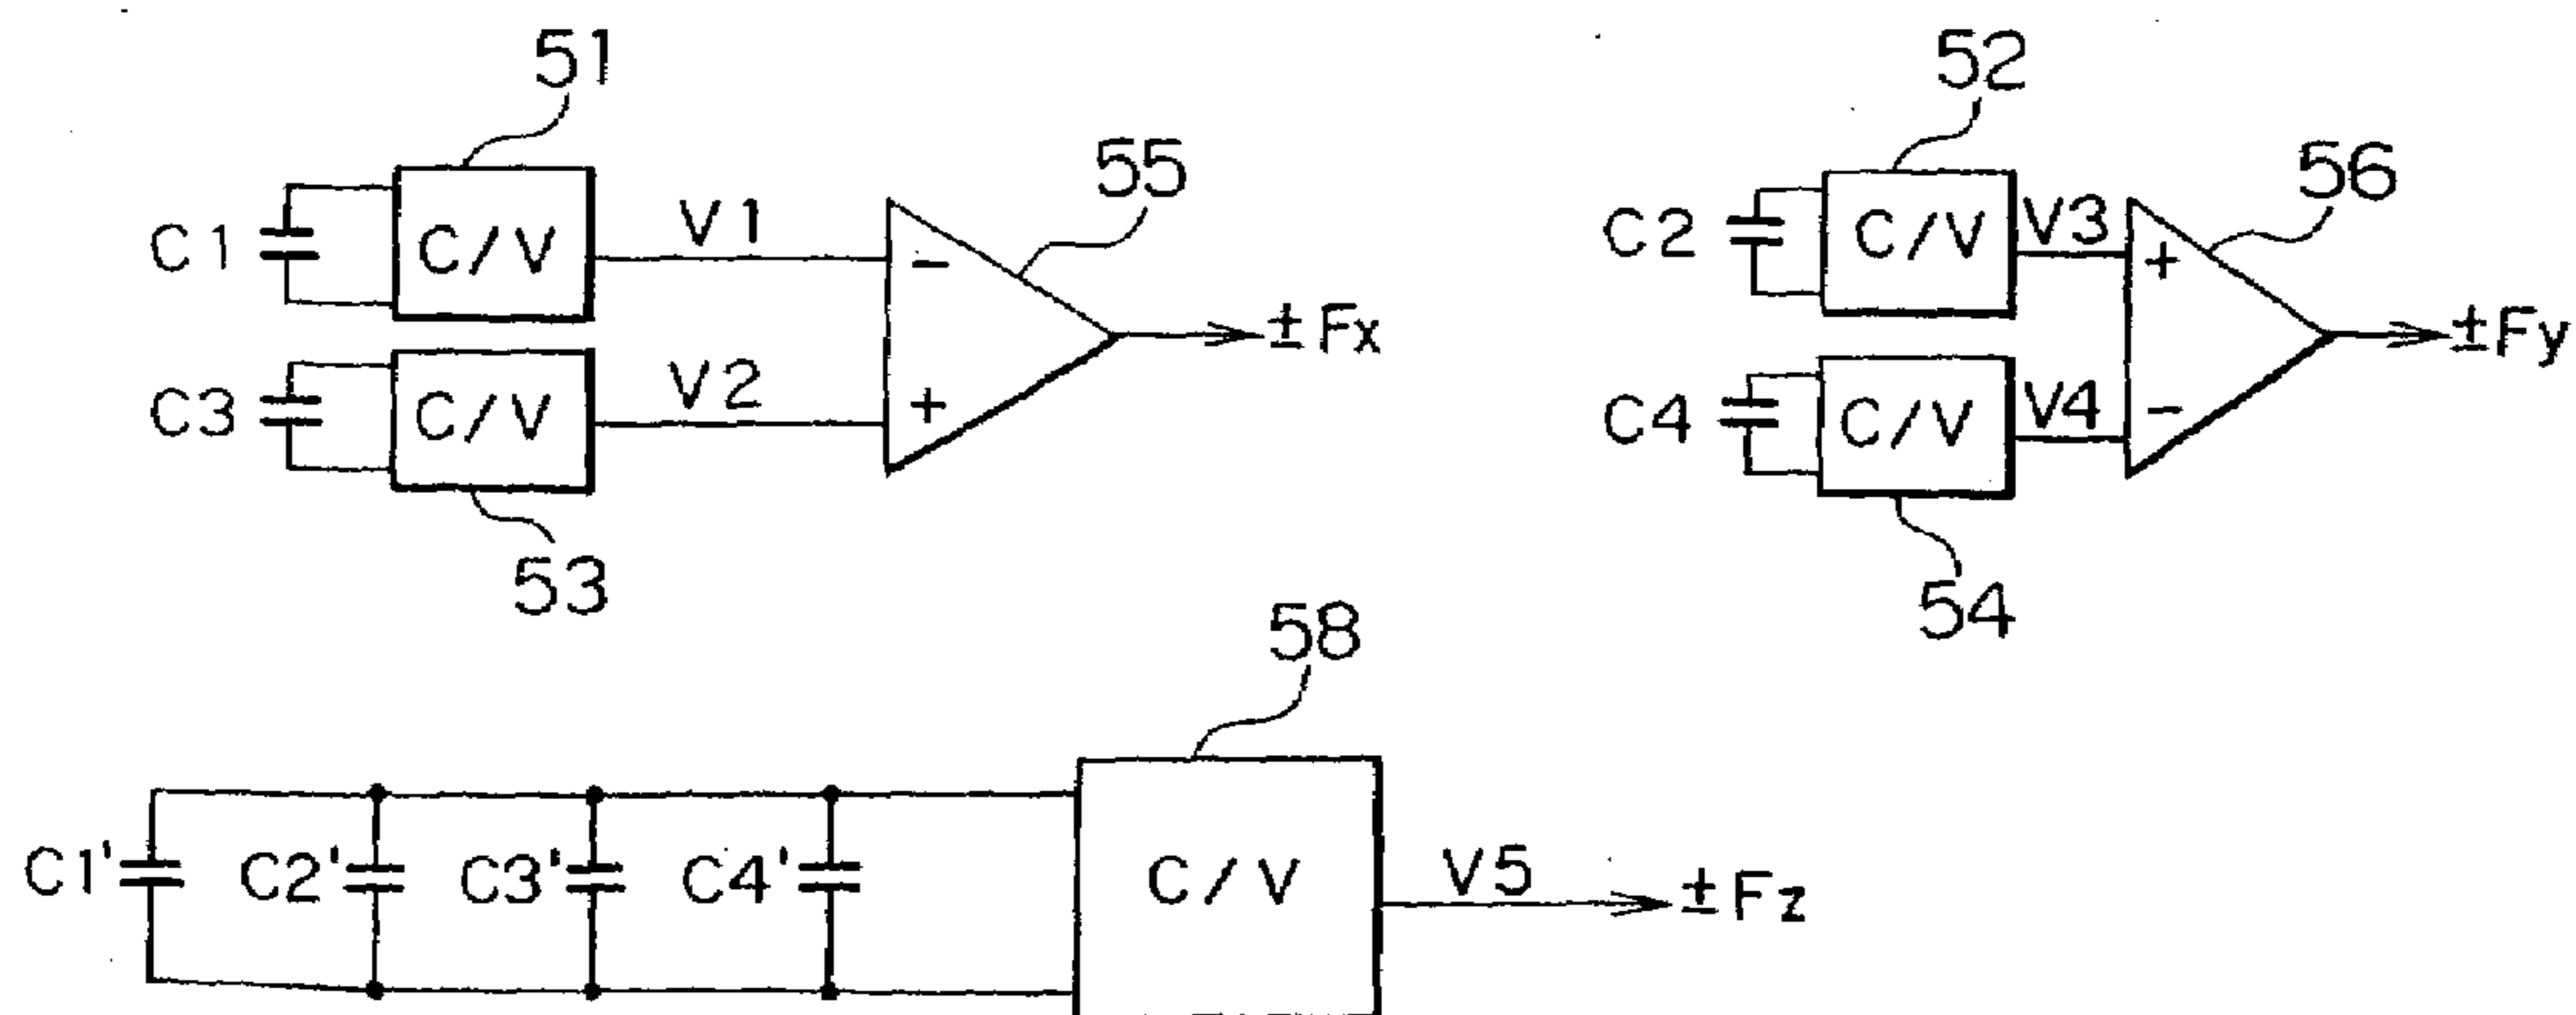 51
C1
C/V
V1
-
55
±Fx
C3
C/V
V2
+
53
52
C2
C/V
V3
+
56
±Fy
C4
C/V
V4
-
54
58
C1'
C2'
C3'
C4'
C/V
V5
±Fz